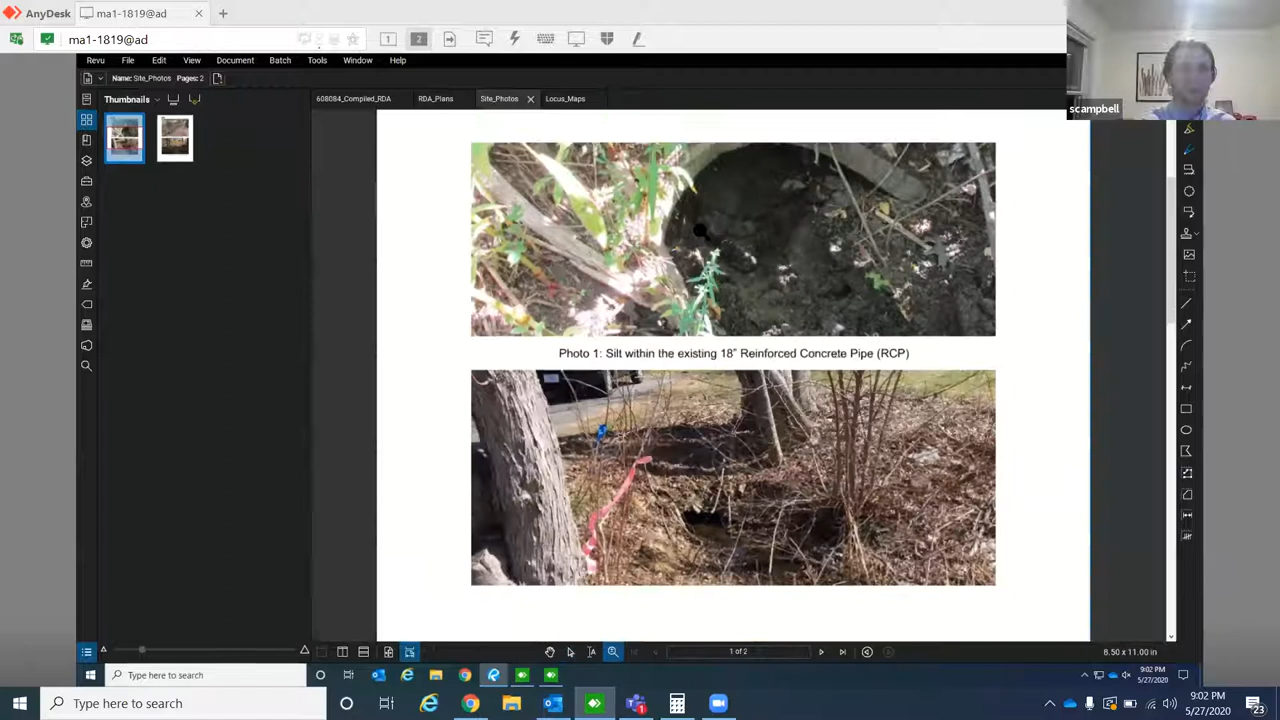 AnyDesk
ma1-1819@ad
ma1-1819@ad
1 2
Revu File Edit View Document Batch Tools Window Help
scampbell
Name: Site_Photos Pages: 2
Thumbnails
608084_Compiled_RDA RDA_Plans Site_Photos Locus_Maps
Photo 1: Silt within the existing 18" Reinforced Concrete Pipe (RCP)
1 of 2
8.50 x 11.00 in
Type here to search
9:02 PM
5/27/2020
Type here to search
9:02 PM
5/27/2020
23